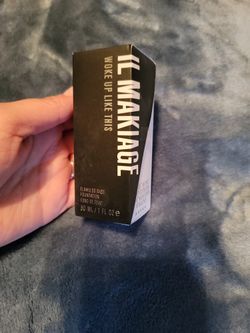 IL MAKIAGE
WOKE UP LIKE THIS
FLAWLESS BASE
FOUNDATION
FOND DE TEINT
30 ML / 1 FL OZ e